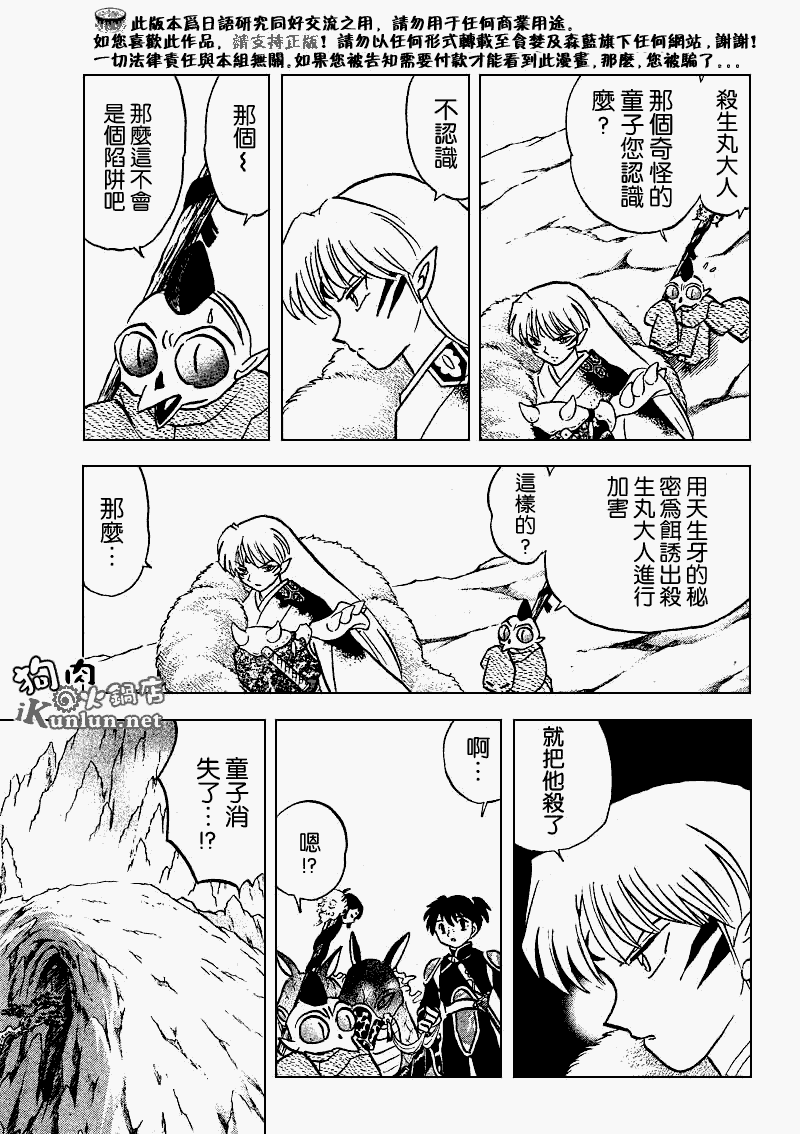 此版本爲日語研究同好交流之用，請勿用于任何商業用途。
如您喜歡此作品，請支持正版！請勿以任何形式轉載至貪婪及森藍旗下任何網站，謝謝！
一切法律責任與本組無關。如果您被告知需要付款才能看到此漫畫，那麼，您被騙了。。。
殺生丸大人
那個奇怪的
童子您認識
麼？
不認識
那個～
那麼這不會
是個陷阱吧
用天生牙的秘
密爲餌誘出殺
生丸大人進行
加害
這樣的？
那麼…
狗肉
火鍋店
iKunlun.net
就把他殺了
啊…
嗯!?
童子消
失了…!?